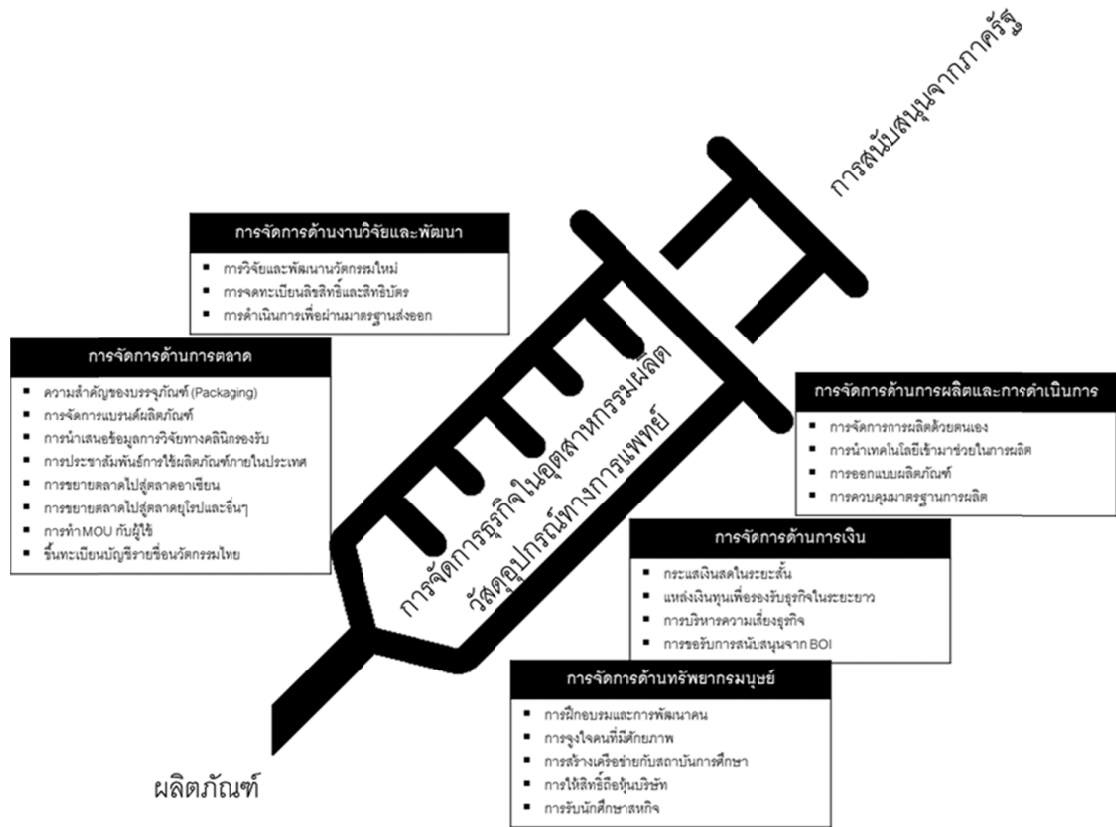 การสนับสนุนจากภาครัฐ
การจัดการด้านงานวิจัยและพัฒนา
▪ การวิจัยและพัฒนานวัตกรรมใหม่
▪ การจดทะเบียนลิขสิทธิ์และสิทธิบัตร
▪ การดำเนินการเพื่อผ่านมาตรฐานส่งออก
การจัดการด้านการตลาด
▪ ความสำคัญของบรรจุภัณฑ์ (Packaging)
▪ การจัดการแบรนด์ผลิตภัณฑ์
▪ การนำเสนอข้อมูลการวิจัยทางคลินิกรองรับ
▪ การประชาสัมพันธ์การใช้ผลิตภัณฑ์ภายในประเทศ
▪ การขยายตลาดไปสู่ตลาดอาเซียน
▪ การขยายตลาดไปสู่ตลาดยุโรปและอื่นๆ
▪ การทำ MOU กับผู้ใช้
▪ ขึ้นทะเบียนบัญชีรายชื่อนวัตกรรมไทย
การจัดการธุรกิจในอุตสาหกรรมผลิต
วัสดุอุปกรณ์ทางการแพทย์
การจัดการด้านการผลิตและการดำเนินการ
▪ การจัดการการผลิตด้วยตนเอง
▪ การนำเทคโนโลยีเข้ามาช่วยในการผลิต
▪ การออกแบบผลิตภัณฑ์
▪ การควบคุมมาตรฐานการผลิต
การจัดการด้านการเงิน
▪ กระแสเงินสดในระยะสั้น
▪ แหล่งเงินทุนเพื่อรองรับธุรกิจในระยะยาว
▪ การบริหารความเสี่ยงธุรกิจ
▪ การขอรับการสนับสนุนจาก BOI
การจัดการด้านทรัพยากรมนุษย์
▪ การฝึกอบรมและการพัฒนาคน
▪ การจูงใจคนที่มีศักยภาพ
▪ การสร้างเครือข่ายกับสถาบันการศึกษา
▪ การให้สิทธิ์ถือหุ้นบริษัท
▪ การรับนักศึกษาสหกิจ
ผลิตภัณฑ์